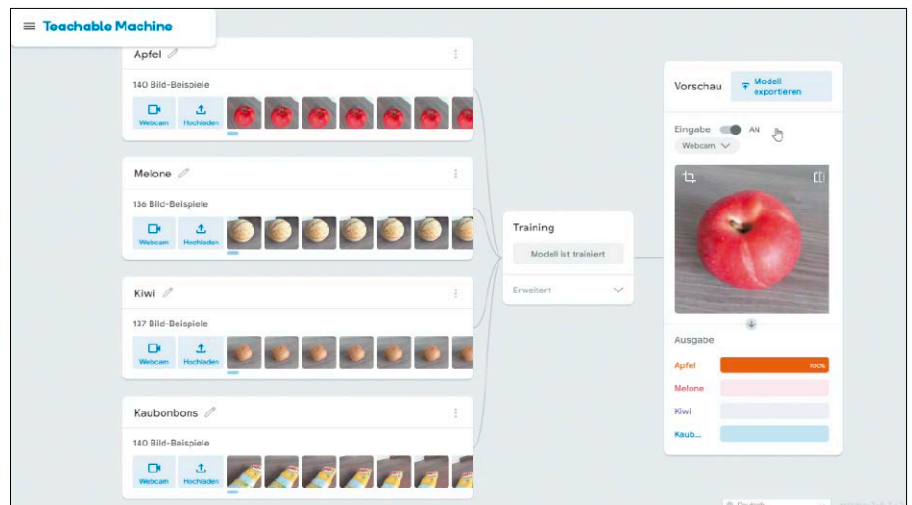 Teachable Machine
Apfel
140 Bild-Beispiele
Webcam
Hochladen
Melone
136 Bild-Beispiele
Webcam
Hochladen
Kiwi
137 Bild-Beispiele
Webcam
Hochladen
Kaubonbons
140 Bild-Beispiele
Webcam
Hochladen
Training
Modell ist trainiert
Erweitert
Vorschau
Modell
exportieren
Eingabe
AN
Webcam
Ausgabe
Apfel
100%
Melone
Kiwi
Kaub...
Deutsch